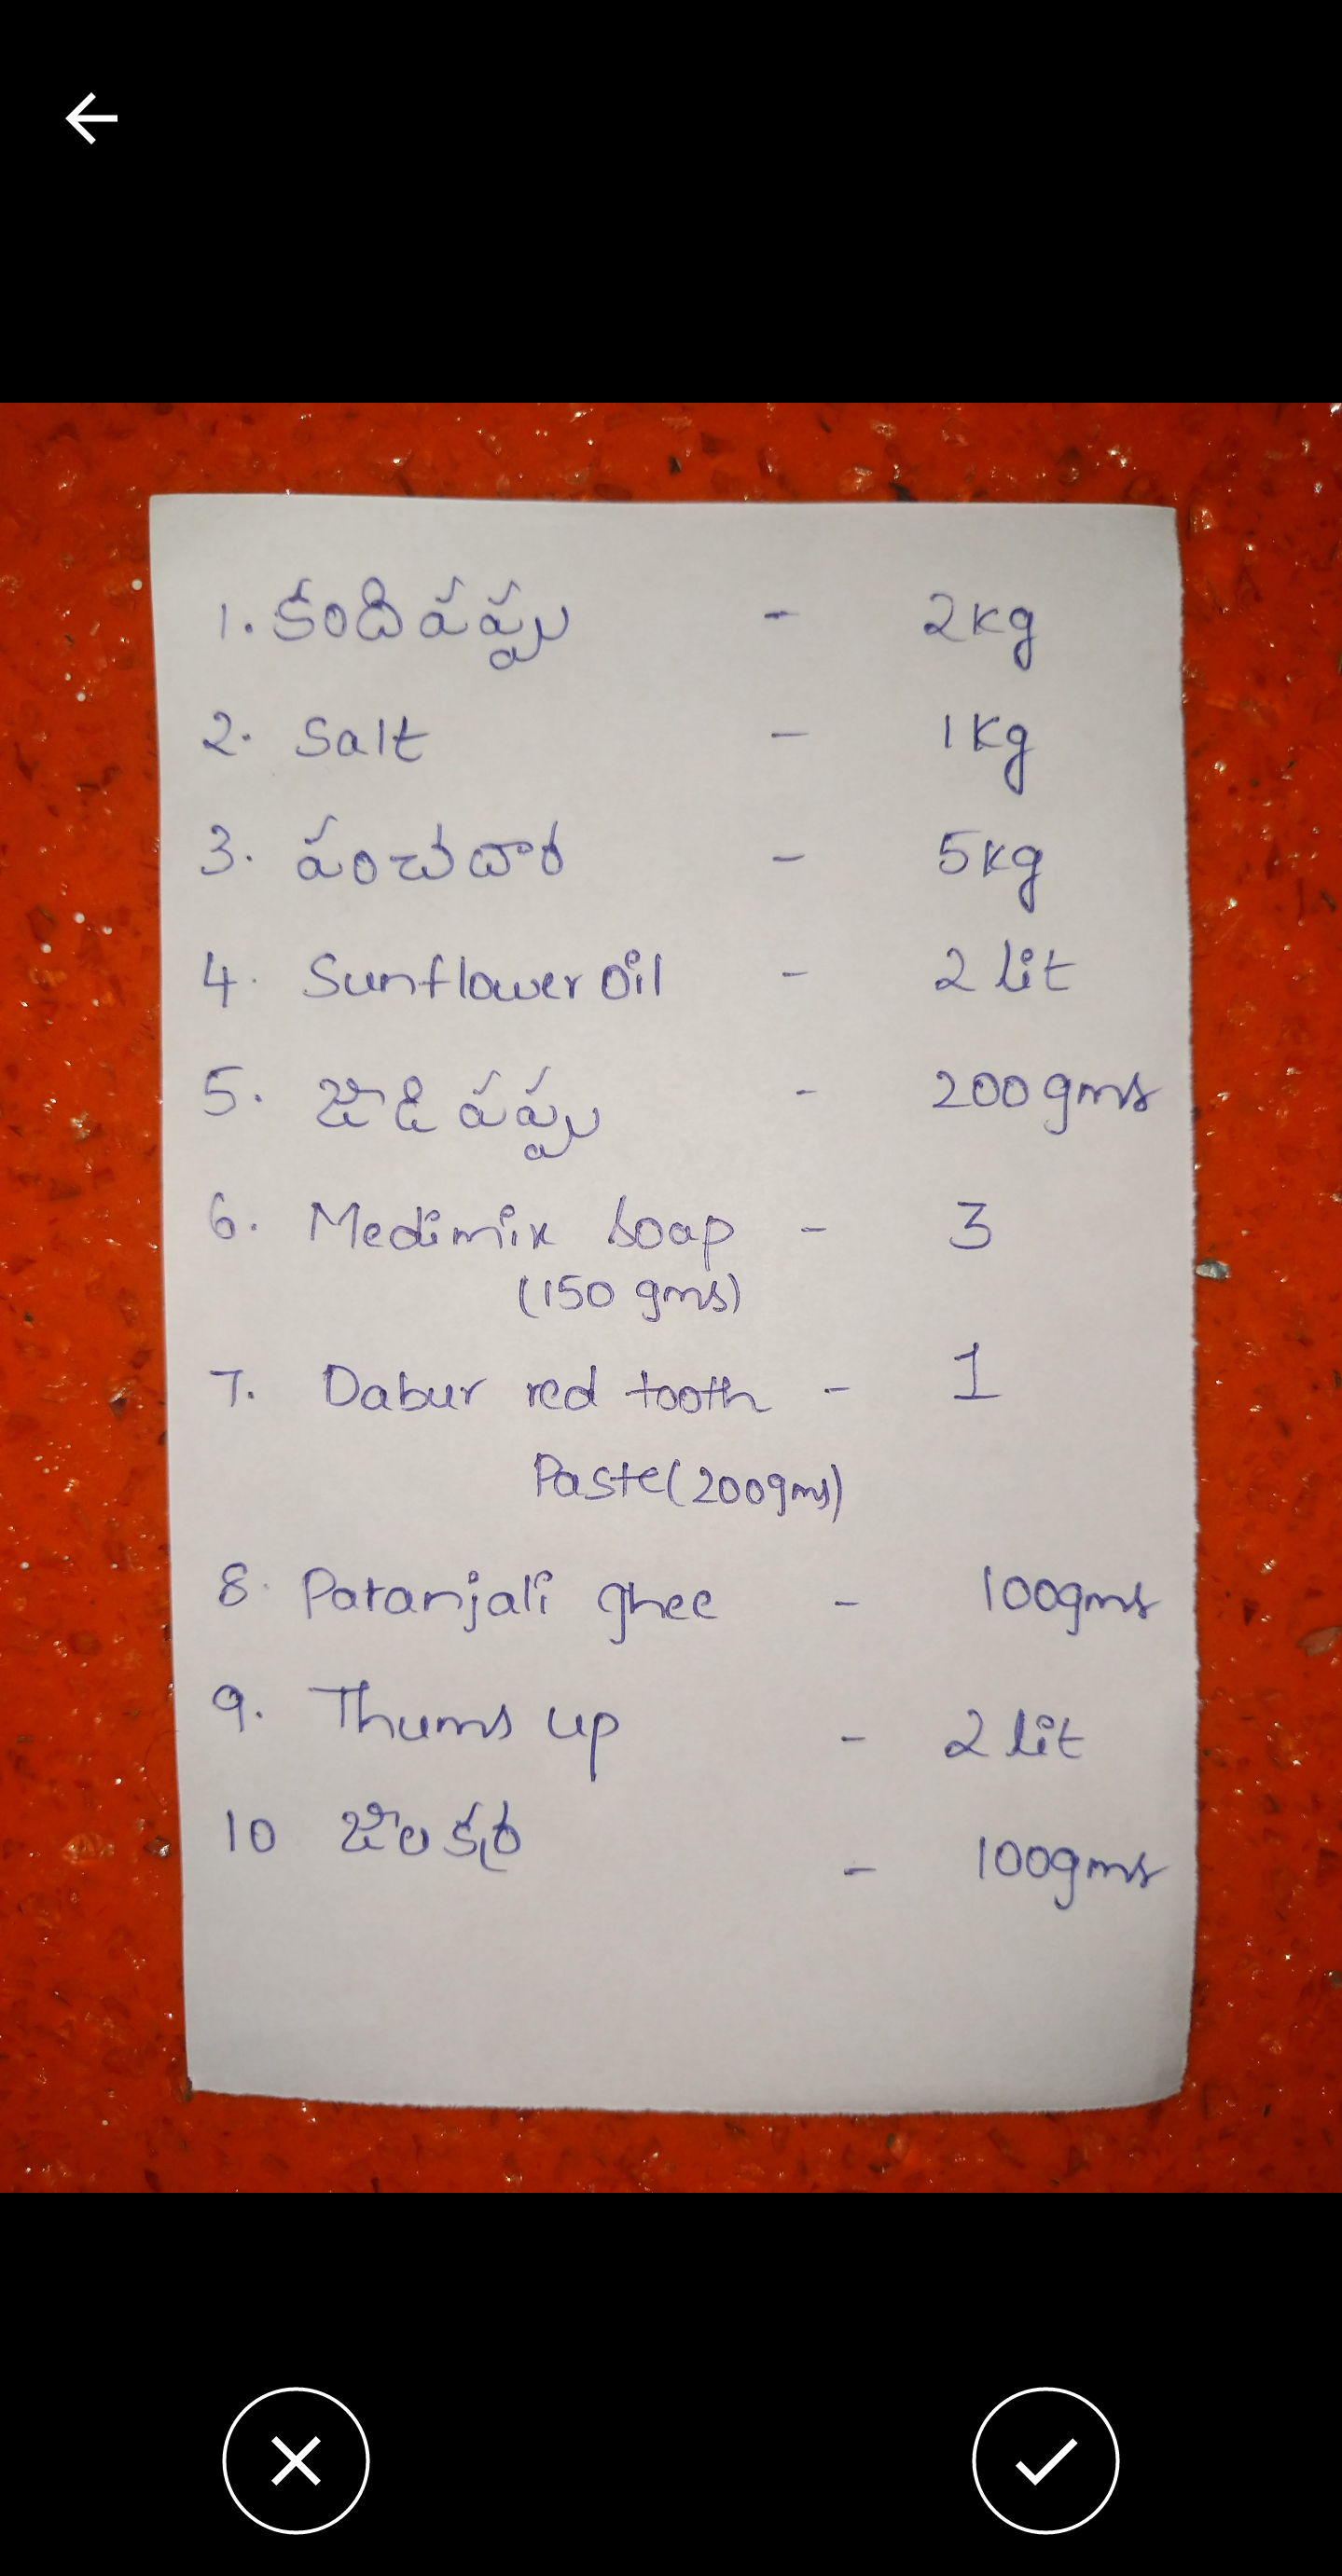 1. కందిపప్పు - 2kg
2. Salt - 1kg
3. పంచదార - 5kg
4. Sunflower oil - 2 lit
5. జీడిపప్పు - 200 gms
6. Medimix soap - 3
(150 gms)
7. Dabur red tooth - 1
Paste (200gms)
8. Patanjali ghee - 100gms
9. Thums up - 2 lit
10 జీలకర్ర - 100gms